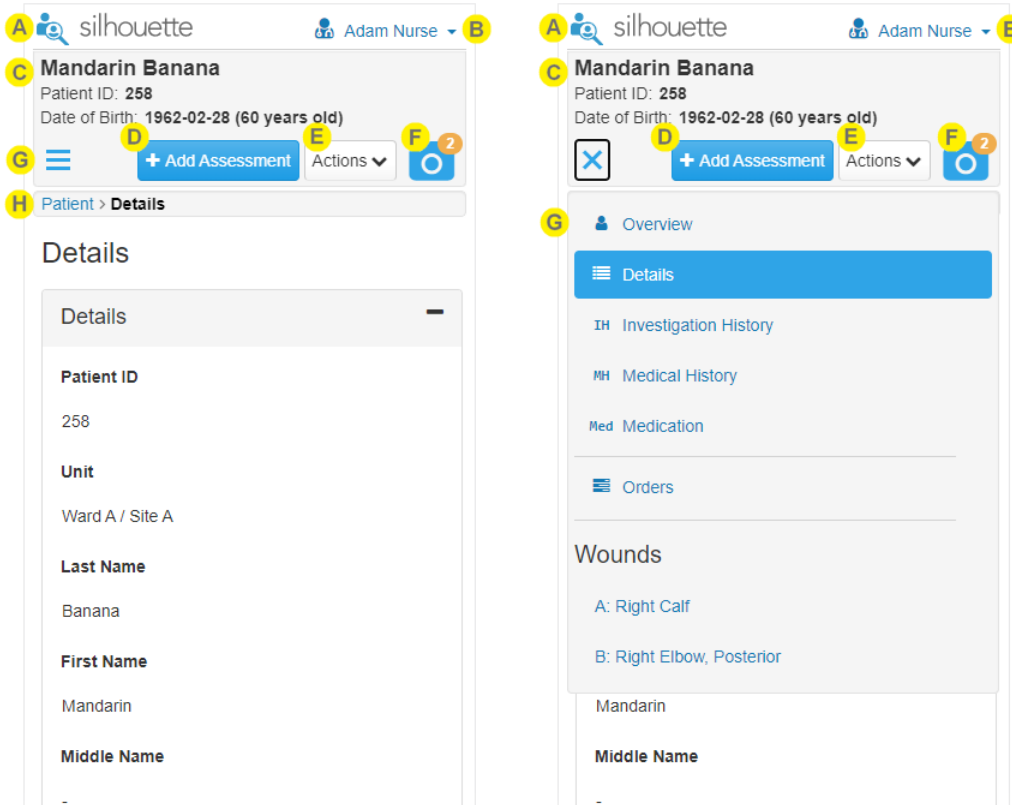 A silhouette Adam Nurse B
C Mandarin Banana
Patient ID: 258
Date of Birth: 1962-02-28 (60 years old)
D E F 2
G + Add Assessment Actions
H Patient > Details
Details
Details
Patient ID
258
Unit
Ward A / Site A
Last Name
Banana
First Name
Mandarin
Middle Name
-
A silhouette Adam Nurse B
C Mandarin Banana
Patient ID: 258
Date of Birth: 1962-02-28 (60 years old)
D E F 2
+ Add Assessment Actions
G Overview
Details
IH Investigation History
MH Medical History
Med Medication
Orders
Wounds
A: Right Calf
B: Right Elbow, Posterior
Mandarin
Middle Name
-